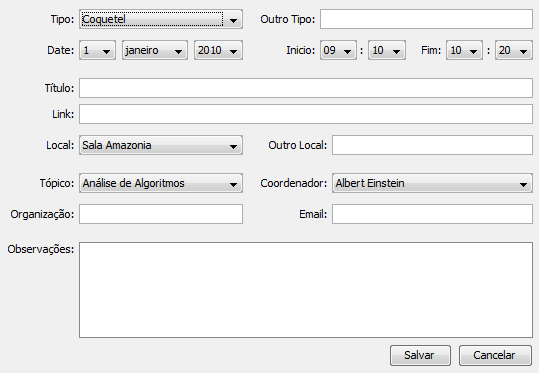 Tipo: Coquetel Outro Tipo:
Date: 1 janeiro 2010 Inicio: 09 : 10 Fim: 10 : 20
Título:
Link:
Local: Sala Amazonia Outro Local:
Tópico: Análise de Algoritmos Coordenador: Albert Einstein
Organização: Email:
Observações:
Salvar Cancelar